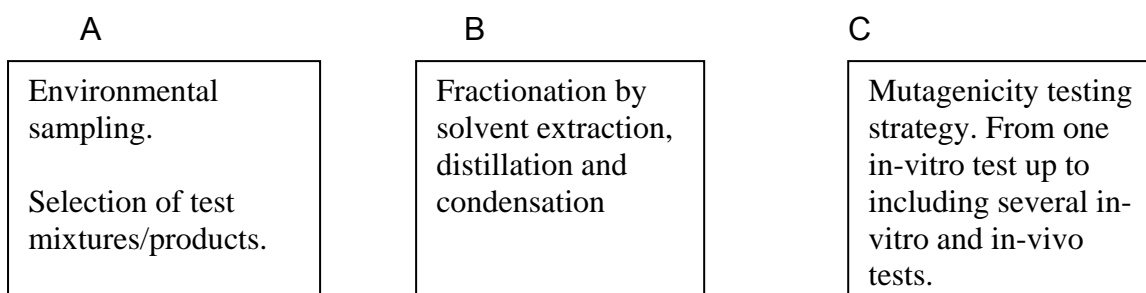 A
B
C
Environmental
sampling.
Selection of test
mixtures/products.
Fractionation by
solvent extraction,
distillation and
condensation
Mutagenicity testing
strategy. From one
in-vitro test up to
including several in-
vitro and in-vivo
tests.